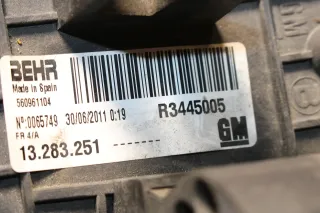 BEHR
Made in Spain
560961104
Nº:0065749 30/06/2011 0:19 R3445005
FR 4/A
13.283.251 -------
GM
GM